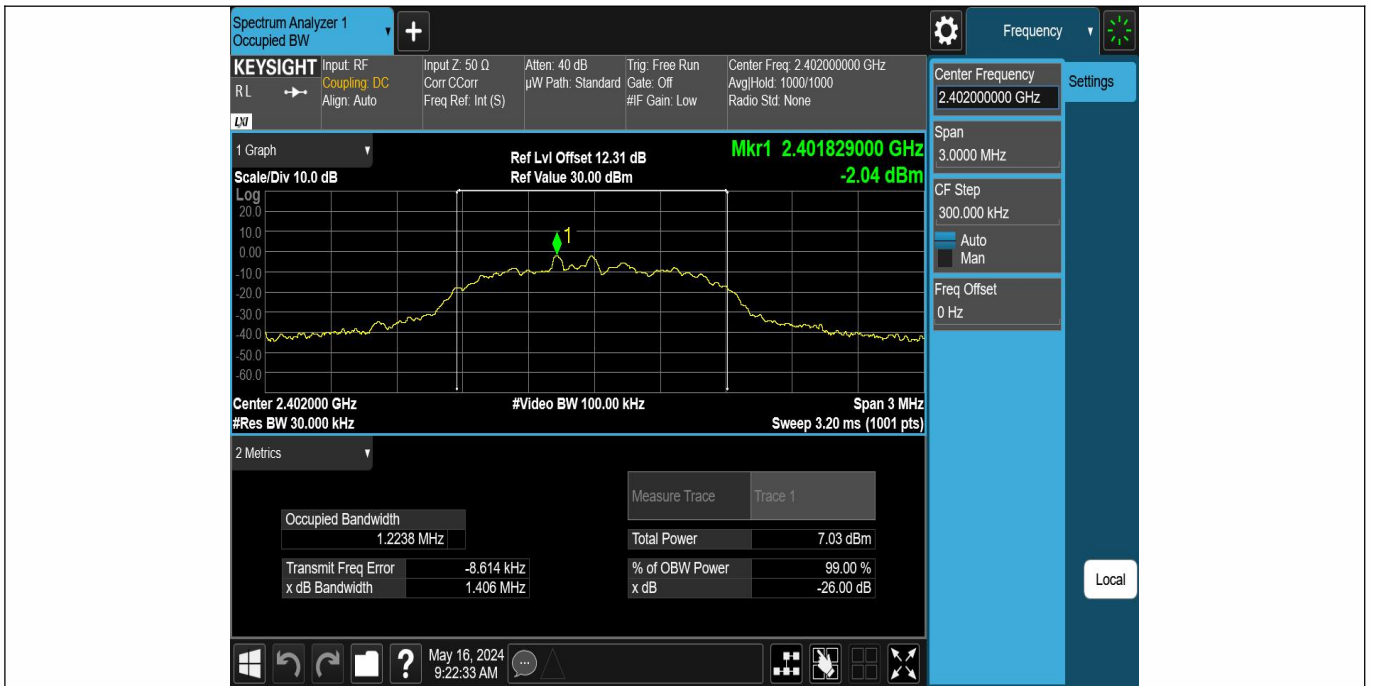 Spectrum Analyzer 1
Occupied BW
+
Frequency
KEYSIGHT
RL
LXI
Input: RF
Coupling: DC
Align: Auto
Input Z: 50 Ω
Corr CCorr
Freq Ref: Int (S)
Atten: 40 dB
µW Path: Standard
Trig: Free Run
Gate: Off
#IF Gain: Low
Center Freq: 2.402000000 GHz
Avg|Hold: 1000/1000
Radio Std: None
Center Frequency
2.402000000 GHz
Settings
Span
3.0000 MHz
CF Step
300.000 kHz
Auto
Man
Freq Offset
0 Hz
Local
1 Graph
Scale/Div 10.0 dB
Ref Lvl Offset 12.31 dB
Ref Value 30.00 dBm
Mkr1 2.401829000 GHz
-2.04 dBm
Log
20.0
10.0
0.00
-10.0
-20.0
-30.0
-40.0
-50.0
-60.0
1
Center 2.402000 GHz
#Video BW 100.00 kHz
Span 3 MHz
#Res BW 30.000 kHz
Sweep 3.20 ms (1001 pts)
2 Metrics
Measure Trace Trace 1
Occupied Bandwidth
1.2238 MHz
Total Power 7.03 dBm
Transmit Freq Error -8.614 kHz
% of OBW Power 99.00 %
x dB Bandwidth 1.406 MHz
x dB -26.00 dB
?
May 16, 2024
9:22:33 AM